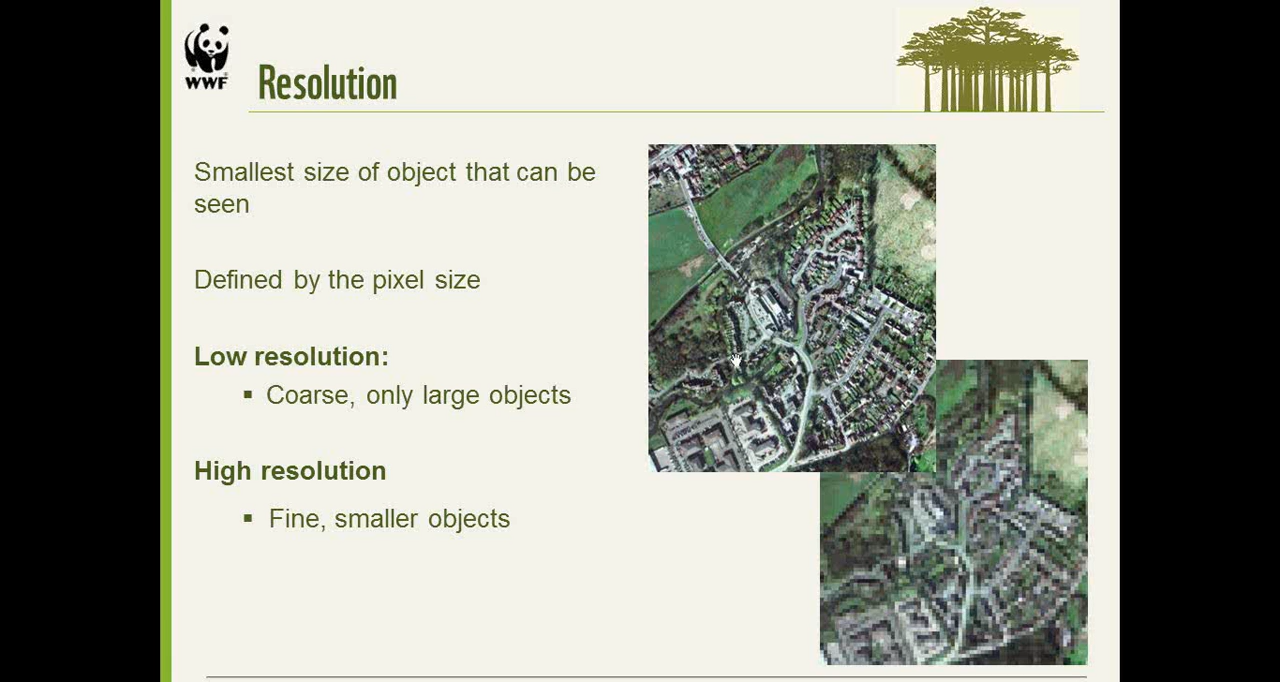 WWF
Resolution
Smallest size of object that can be
seen
Defined by the pixel size
Low resolution:
▪ Coarse, only large objects
High resolution
▪ Fine, smaller objects